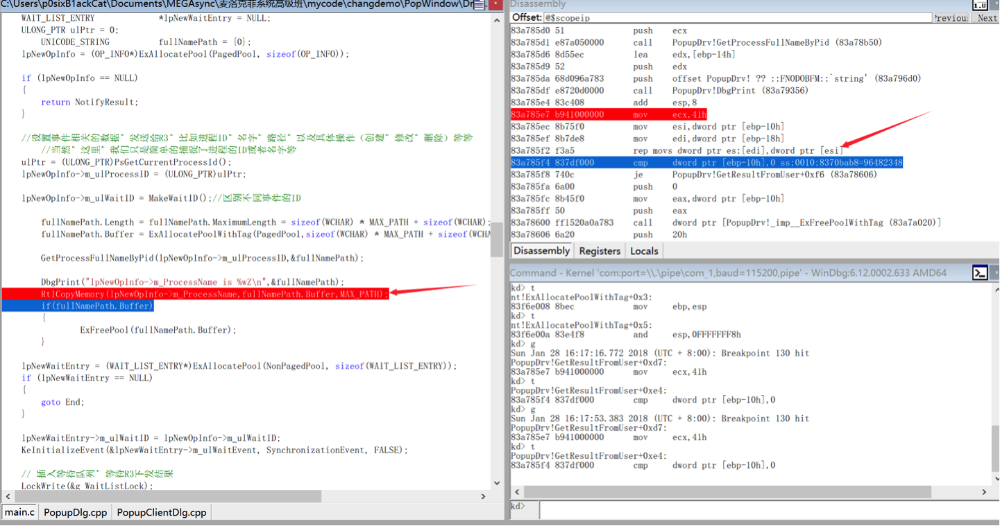 C:\Users\p0sixB1ackCat\Documents\MEGAsync\麦洛克菲系统高级班\mycode\changdemo\PopWindow\Dr
WAIT_LIST_ENTRY *lpNewWaitEntry = NULL;
ULONG_PTR ulPtr = 0;
UNICODE_STRING fullNamePath = {0};
lpNewOpInfo = (OP_INFO*)ExAllocatePool(PagedPool, sizeof(OP_INFO));
if (lpNewOpInfo == NULL)
{
return NotifyResult;
}
//设置事件相关的数据，发送给R3，比如进程ID，名字，路径，以及具体操作（创建，修改，删除）等等
//当然，这里，我们只是简单的捕捉了进程的ID或者名字等
ulPtr = (ULONG_PTR)PsGetCurrentProcessId();
lpNewOpInfo->m_ulProcessID = (ULONG_PTR)ulPtr;
lpNewOpInfo->m_ulWaitID = MakeWaitID();//区别不同事件的ID
fullNamePath.Length = fullNamePath.MaximumLength = sizeof(WCHAR) * MAX_PATH + sizeof(WCHAR);
fullNamePath.Buffer = ExAllocatePoolWithTag(PagedPool,sizeof(WCHAR) * MAX_PATH + sizeof(WCHA
GetProcessFullNameByPid(lpNewOpInfo->m_ulProcessID,&fullNamePath);
DbgPrint("lpNewOpInfo->m_ProcessName is %wZ\n",&fullNamePath);
RtlCopyMemory(lpNewOpInfo->m_ProcessName,fullNamePath.Buffer,MAX_PATH);
if(fullNamePath.Buffer)
{
ExFreePool(fullNamePath.Buffer);
}
lpNewWaitEntry = (WAIT_LIST_ENTRY*)ExAllocatePool(NonPagedPool, sizeof(WAIT_LIST_ENTRY));
if (lpNewWaitEntry == NULL)
{
goto End;
}
lpNewWaitEntry->m_ulWaitID = lpNewOpInfo->m_ulWaitID;
KeInitializeEvent(&lpNewWaitEntry->m_ulWaitEvent, SynchronizationEvent, FALSE);
// 插入等待队列，等待R3下发结果
LockWrite(&g_WaitListLock);
main.c PopupDlg.cpp PopupClientDlg.cpp
Disassembly
Offset: @$scopeip Previou Next
83a785d0 51 push ecx
83a785d1 e87a050000 call PopupDrv!GetProcessFullNameByPid (83a78b50)
83a785d6 8d55ec lea edx,[ebp-14h]
83a785d9 52 push edx
83a785da 68d096a783 push offset PopupDrv! ?? ::FNODOBFM::`string' (83a796d0)
83a785df e8720d0000 call PopupDrv!DbgPrint (83a79356)
83a785e4 83c408 add esp,8
83a785e7 b941000000 mov ecx,41h
83a785ec 8b75f0 mov esi,dword ptr [ebp-10h]
83a785ef 8b7de8 mov edi,dword ptr [ebp-18h]
83a785f2 f3a5 rep movs dword ptr es:[edi],dword ptr [esi]
83a785f4 837df000 cmp dword ptr [ebp-10h],0 ss:0010:8370bab8=96482348
83a785f8 740c je PopupDrv!GetResultFromUser+0xf6 (83a78606)
83a785fa 6a00 push 0
83a785fc 8b45f0 mov eax,dword ptr [ebp-10h]
83a785ff 50 push eax
83a78600 ff1520a0a783 call dword ptr [PopupDrv!_imp__ExFreePoolWithTag (83a7a020)]
83a78606 6a20 push 20h
Disassembly Registers Locals
Command - Kernel 'com:port=\\.\pipe\com_1,baud=115200,pipe' - WinDbg:6.12.0002.633 AMD64
kd> t
nt!ExAllocatePoolWithTag+0x3:
83f6e008 8bec mov ebp,esp
kd> t
nt!ExAllocatePoolWithTag+0x5:
83f6e00a 83e4f8 and esp,0FFFFFFF8h
kd> g
Sun Jan 28 16:17:16.772 2018 (UTC + 8:00): Breakpoint 130 hit
PopupDrv!GetResultFromUser+0xd7:
83a785e7 b941000000 mov ecx,41h
kd> t
PopupDrv!GetResultFromUser+0xe4:
83a785f4 837df000 cmp dword ptr [ebp-10h],0
kd> g
Sun Jan 28 16:17:53.383 2018 (UTC + 8:00): Breakpoint 130 hit
PopupDrv!GetResultFromUser+0xd7:
83a785e7 b941000000 mov ecx,41h
kd> t
PopupDrv!GetResultFromUser+0xe4:
83a785f4 837df000 cmp dword ptr [ebp-10h],0
kd>